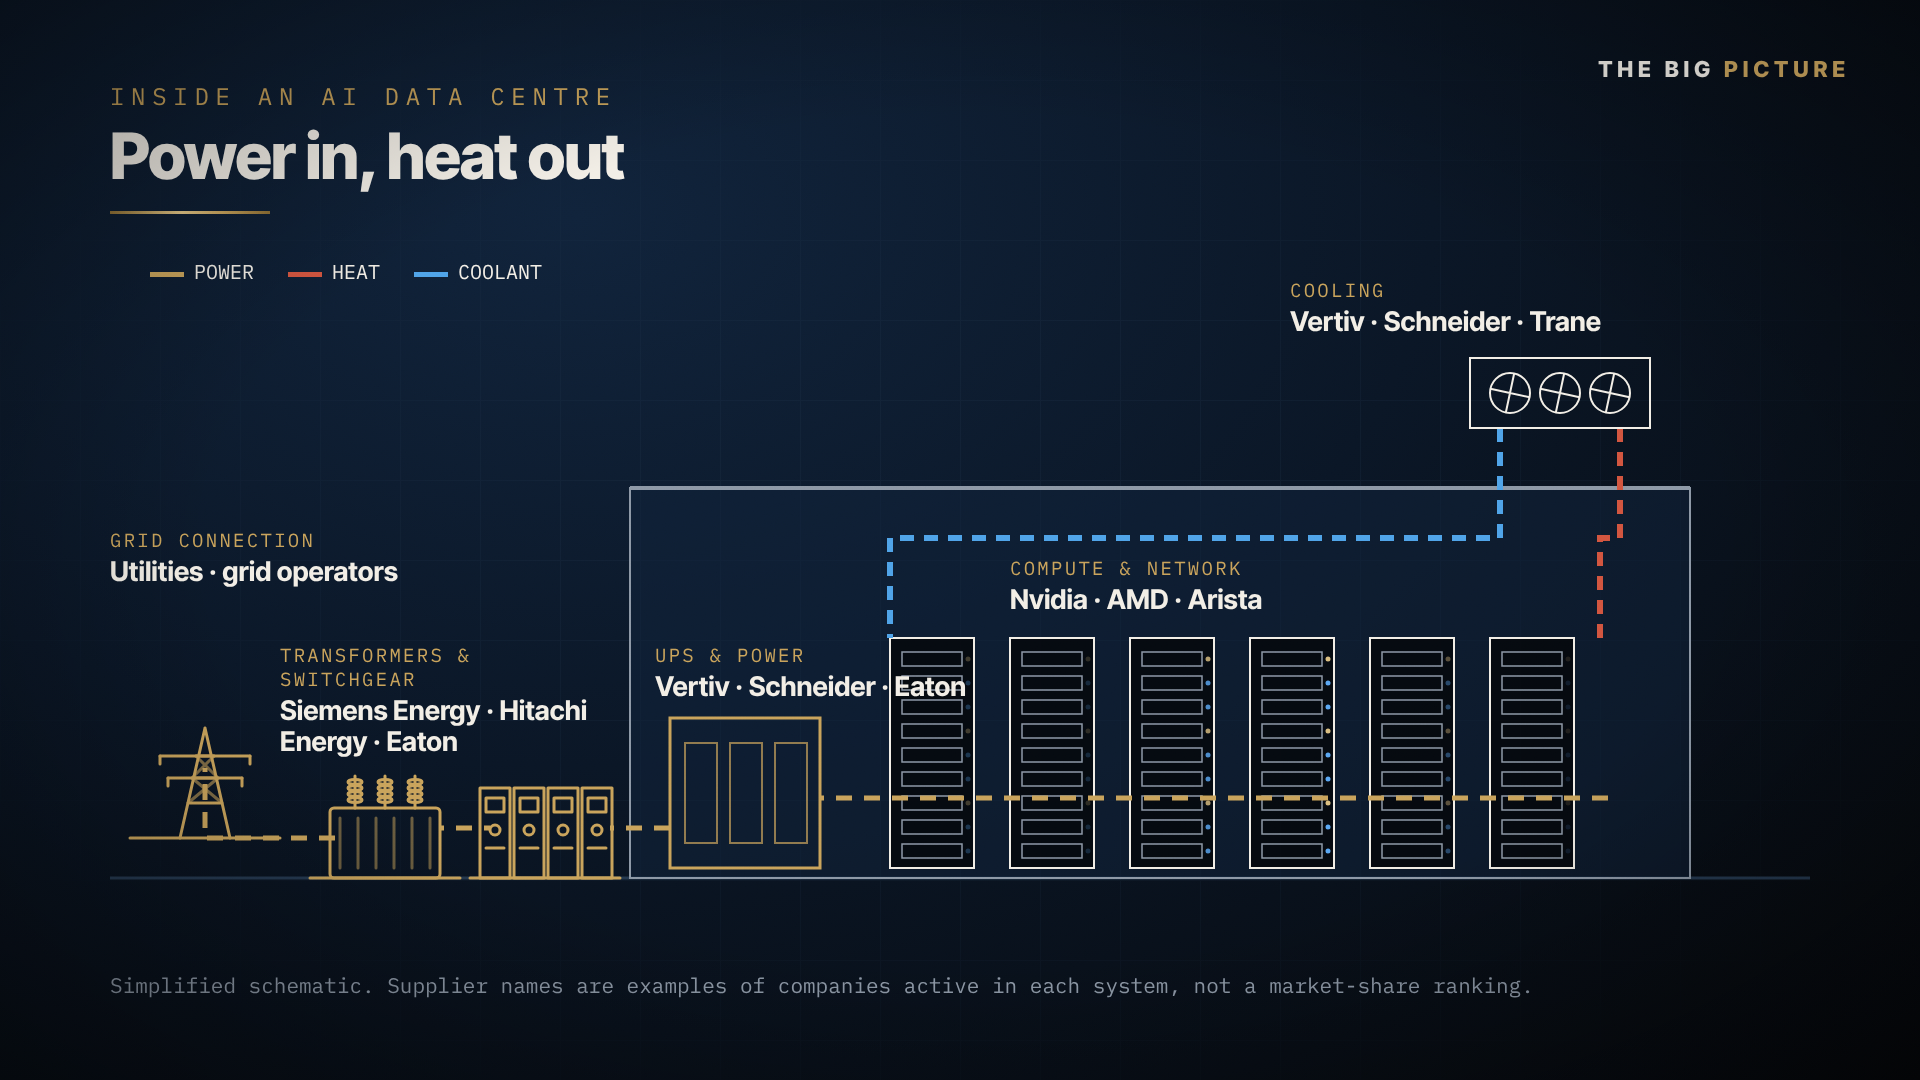 THE BIG PICTURE
INSIDE AN AI DATA CENTRE
Power in, heat out
POWER
HEAT
COOLANT
COOLING
Vertiv · Schneider · Trane
GRID CONNECTION
Utilities · grid operators
COMPUTE & NETWORK
Nvidia · AMD · Arista
TRANSFORMERS &
SWITCHGEAR
Siemens Energy · Hitachi
Energy · Eaton
UPS & POWER
Vertiv · Schneider · Eaton
Simplified schematic. Supplier names are examples of companies active in each system, not a market-share ranking.